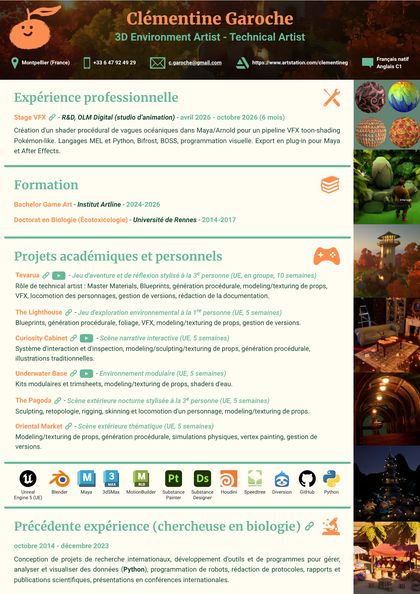 Clémentine Garoche
3D Environment Artist - Technical Artist
Montpellier (France)
+33 6 47 92 49 29
c.garoche@gmail.com
https://www.artstation.com/clementineg
Français natif
Anglais C1
Expérience professionnelle
Stage VFX - R&D, OLM Digital (studio d'animation) - avril 2026 - octobre 2026 (6 mois)
Création d'un shader procédural de vagues océaniques dans Maya/Arnold pour un pipeline VFX toon-shading
Pokémon-like. Langages MEL et Python, Bifrost, BOSS, programmation visuelle. Export en plug-in pour Maya
et After Effects.
Formation
Bachelor Game Art - Institut Artline - 2024-2026
Doctorat en Biologie (Ecotoxicologie) - Université de Rennes - 2014-2017
Projets académiques et personnels
Tevarua - Jeu d'aventure et de réflexion stylisé à la 3e personne (UE, en groupe, 10 semaines)
Rôle de technical artist : Master Materials, Blueprints, génération procédurale, modeling/texturing de props,
VFX, locomotion des personnages, gestion de versions, rédaction de la documentation.
The Lighthouse - Jeu d'exploration environnemental à la 1ère personne (UE, 5 semaines)
Blueprints, génération procédurale, foliage, VFX, modeling/texturing de props, gestion de versions.
Curiosity Cabinet - Scène narrative interactive (UE, 5 semaines)
Système d'interaction et d'inspection, modeling/sculpting/texturing de props, génération procédurale,
illustrations traditionnelles.
Underwater Base - Environnement modulaire (UE, 5 semaines)
Kits modulaires et trimsheets, modeling/texturing de props, shaders d'eau.
The Pagoda - Scène extérieure nocturne stylisée à la 3e personne (UE, 5 semaines)
Sculpting, retopologie, rigging, skinning et locomotion d'un personnage, modeling/texturing de props.
Oriental Market - Scène extérieure thématique (UE, 5 semaines)
Modeling/texturing de props, génération procédurale, simulations physiques, vertex painting, gestion de
versions.
Unreal Engine 5 (UE)
Blender
Maya
3dsMax
MotionBuilder
Substance Painter
Substance Designer
Houdini
Speedtree
Diversion
GitHub
Python
Précédente expérience (chercheuse en biologie)
octobre 2014 - décembre 2023
Conception de projets de recherche internationaux, développement d'outils et de programmes pour gérer,
analyser et visualiser des données (Python), programmation de robots, rédaction de protocoles, rapports et
publications scientifiques, présentations en conférences internationales.